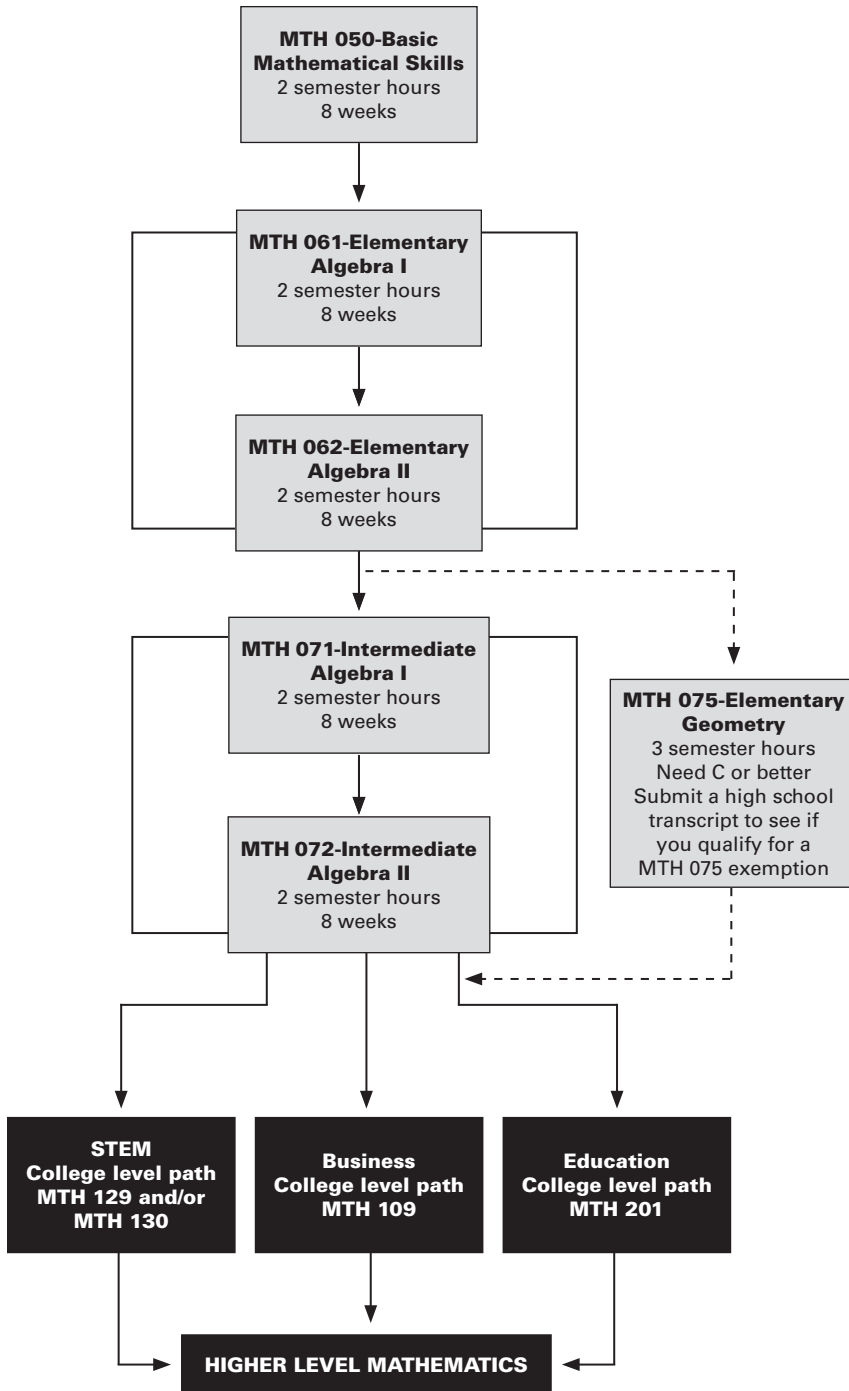 MTH 050-Basic
Mathematical Skills
2 semester hours
8 weeks
MTH 061-Elementary
Algebra I
2 semester hours
8 weeks
MTH 062-Elementary
Algebra II
2 semester hours
8 weeks
MTH 071-Intermediate
Algebra I
2 semester hours
8 weeks
MTH 075-Elementary
Geometry
3 semester hours
Need C or better
Submit a high school
transcript to see if
you qualify for a
MTH 075 exemption
MTH 072-Intermediate
Algebra II
2 semester hours
8 weeks
STEM
College level path
MTH 129 and/or
MTH 130
Business
College level path
MTH 109
Education
College level path
MTH 201
HIGHER LEVEL MATHEMATICS